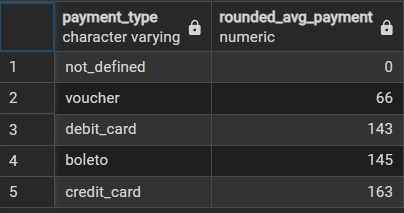 payment_type rounded_avg_payment
character varying numeric
1 not_defined 0
2 voucher 66
3 debit_card 143
4 boleto 145
5 credit_card 163